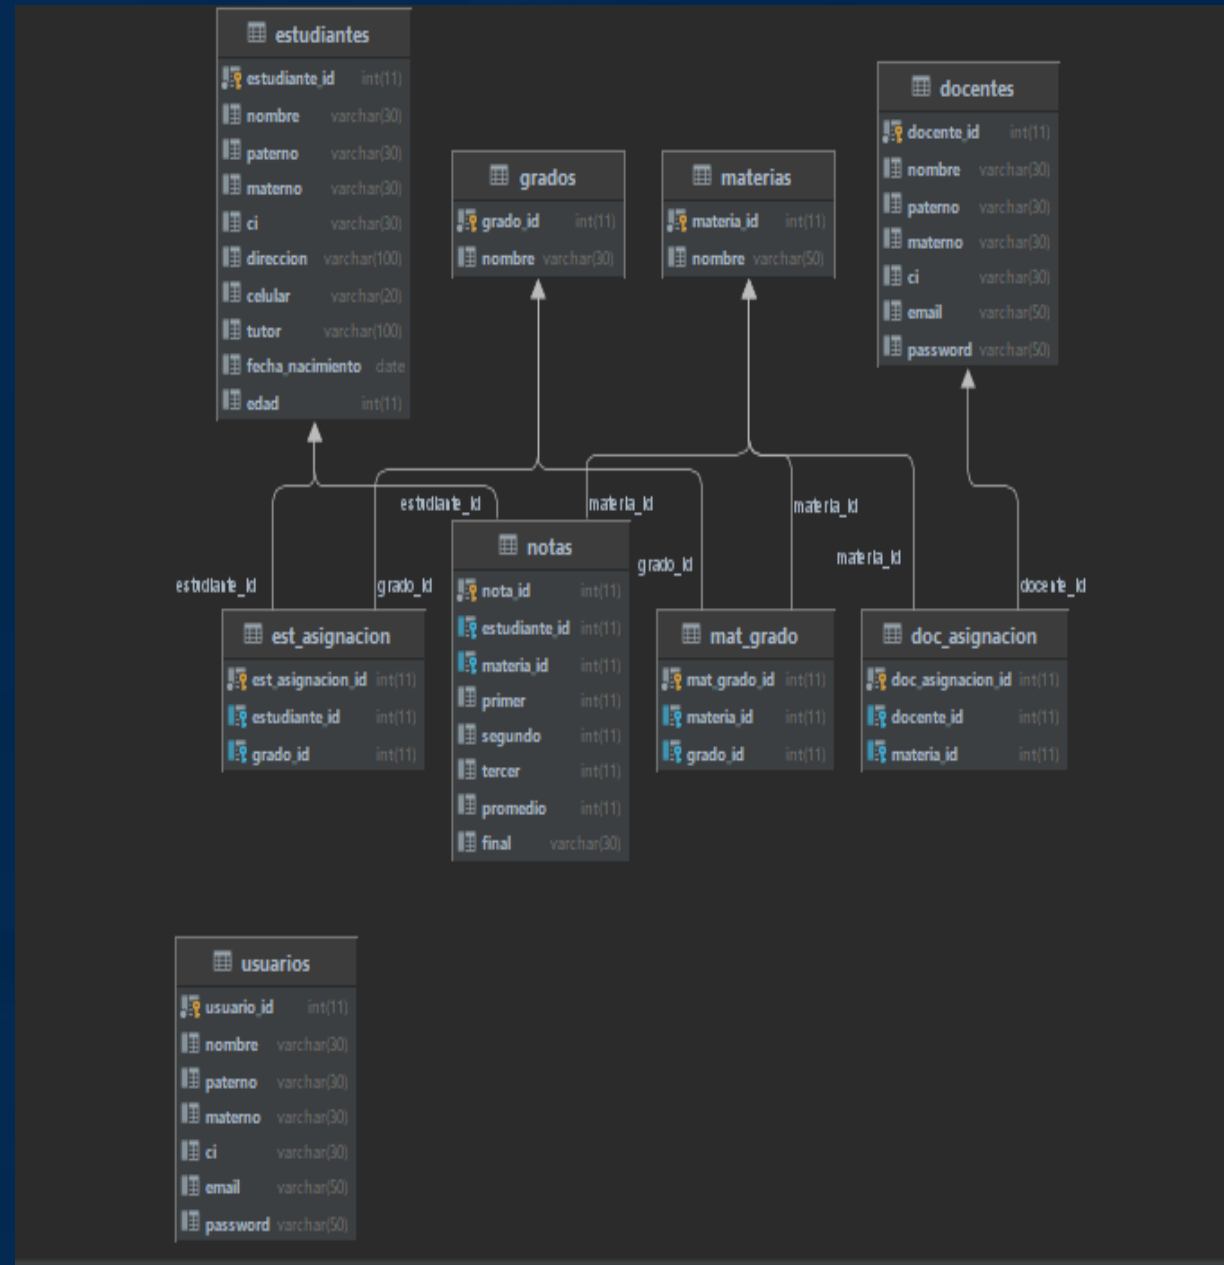 estudiantes
estudiante_id int(11)
nombre varchar(30)
paterno varchar(30)
materno varchar(30)
ci varchar(30)
direccion varchar(100)
celular varchar(20)
tutor varchar(100)
fecha_nacimiento date
edad int(11)
grados
grado_id int(11)
nombre varchar(30)
materias
materia_id int(11)
nombre varchar(50)
docentes
docente_id int(11)
nombre varchar(30)
paterno varchar(30)
materno varchar(30)
ci varchar(30)
email varchar(50)
password varchar(50)
estudiante_id
materia_id
materia_id
materia_id
grado_id
estudiante_id
grado_id
docente_id
est_asignacion
est_asignacion_id int(11)
estudiante_id int(11)
grado_id int(11)
notas
nota_id int(11)
estudiante_id int(11)
materia_id int(11)
primer int(11)
segundo int(11)
tercer int(11)
promedio int(11)
final varchar(30)
mat_grado
mat_grado_id int(11)
materia_id int(11)
grado_id int(11)
doc_asignacion
doc_asignacion_id int(11)
docente_id int(11)
materia_id int(11)
usuarios
usuario_id int(11)
nombre varchar(30)
paterno varchar(30)
materno varchar(30)
ci varchar(30)
email varchar(50)
password varchar(50)